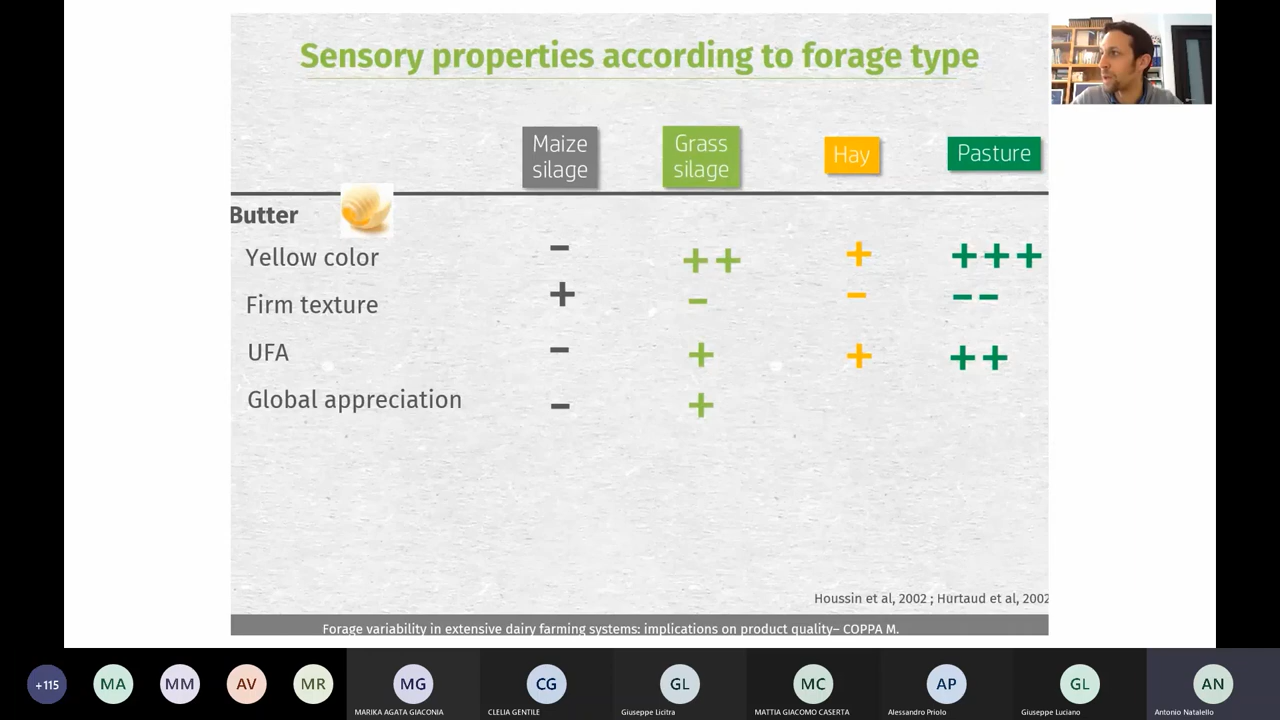 Sensory properties according to forage type
Maize
silage
Grass
silage
Hay
Pasture
Butter
Yellow color
-
++
+
+++
Firm texture
+
-
-
--
UFA
-
+
+
++
Global appreciation
-
+
Houssin et al, 2002 ; Hurtaud et al, 2002
Forage variability in extensive dairy farming systems: implications on product quality– COPPA M.
+115
MA
MM
AV
MR
MG
CG
GL
MC
AP
GL
AN
MARIKA AGATA GIACONIA
CLELIA GENTILE
Giuseppe Licitra
MATTIA GIACOMO CASERTA
Alessandro Priolo
Giuseppe Luciano
Antonio Natalello